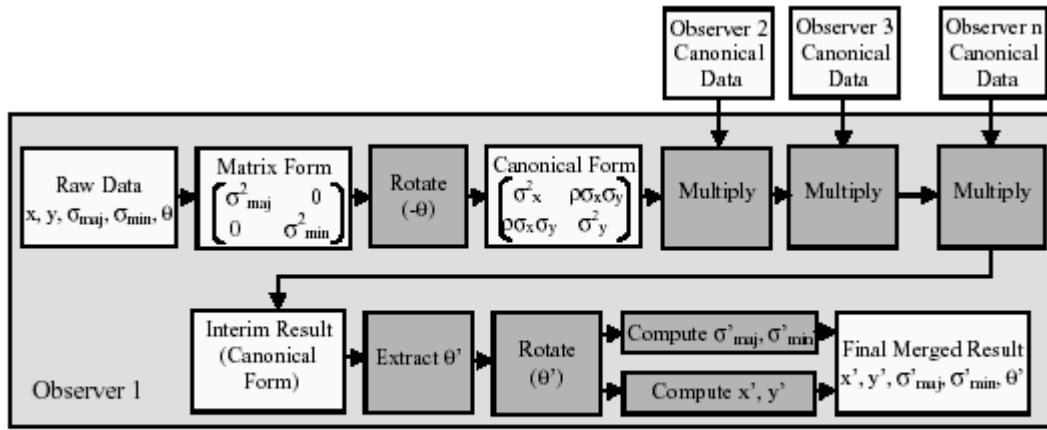 Observer 2
Canonical
Data
Observer 3
Canonical
Data
Observer n
Canonical
Data
Raw Data
x, y, σmaj, σmin, θ
Matrix Form
σ²maj 0
0 σ²min
Rotate
(-θ)
Canonical Form
σ²x ρσxσy
ρσxσy σ²y
Multiply
Multiply
Multiply
Interim Result
(Canonical
Form)
Extract θ’
Rotate
(θ’)
Compute σ’maj, σ’min
Compute x’, y’
Final Merged Result
x’, y’, σ’maj, σ’min, θ’
Observer 1